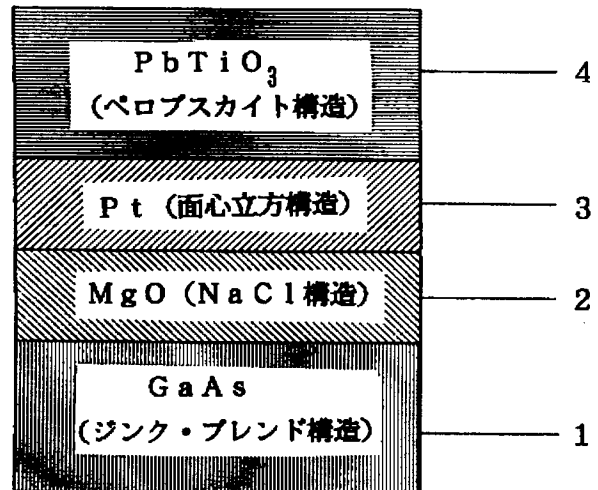 PbTiO₃
(ペロブスカイト構造)
4
Pt (面心立方構造)
3
MgO (NaCl構造)
2
GaAs
(ジンク・ブレンド構造)
1